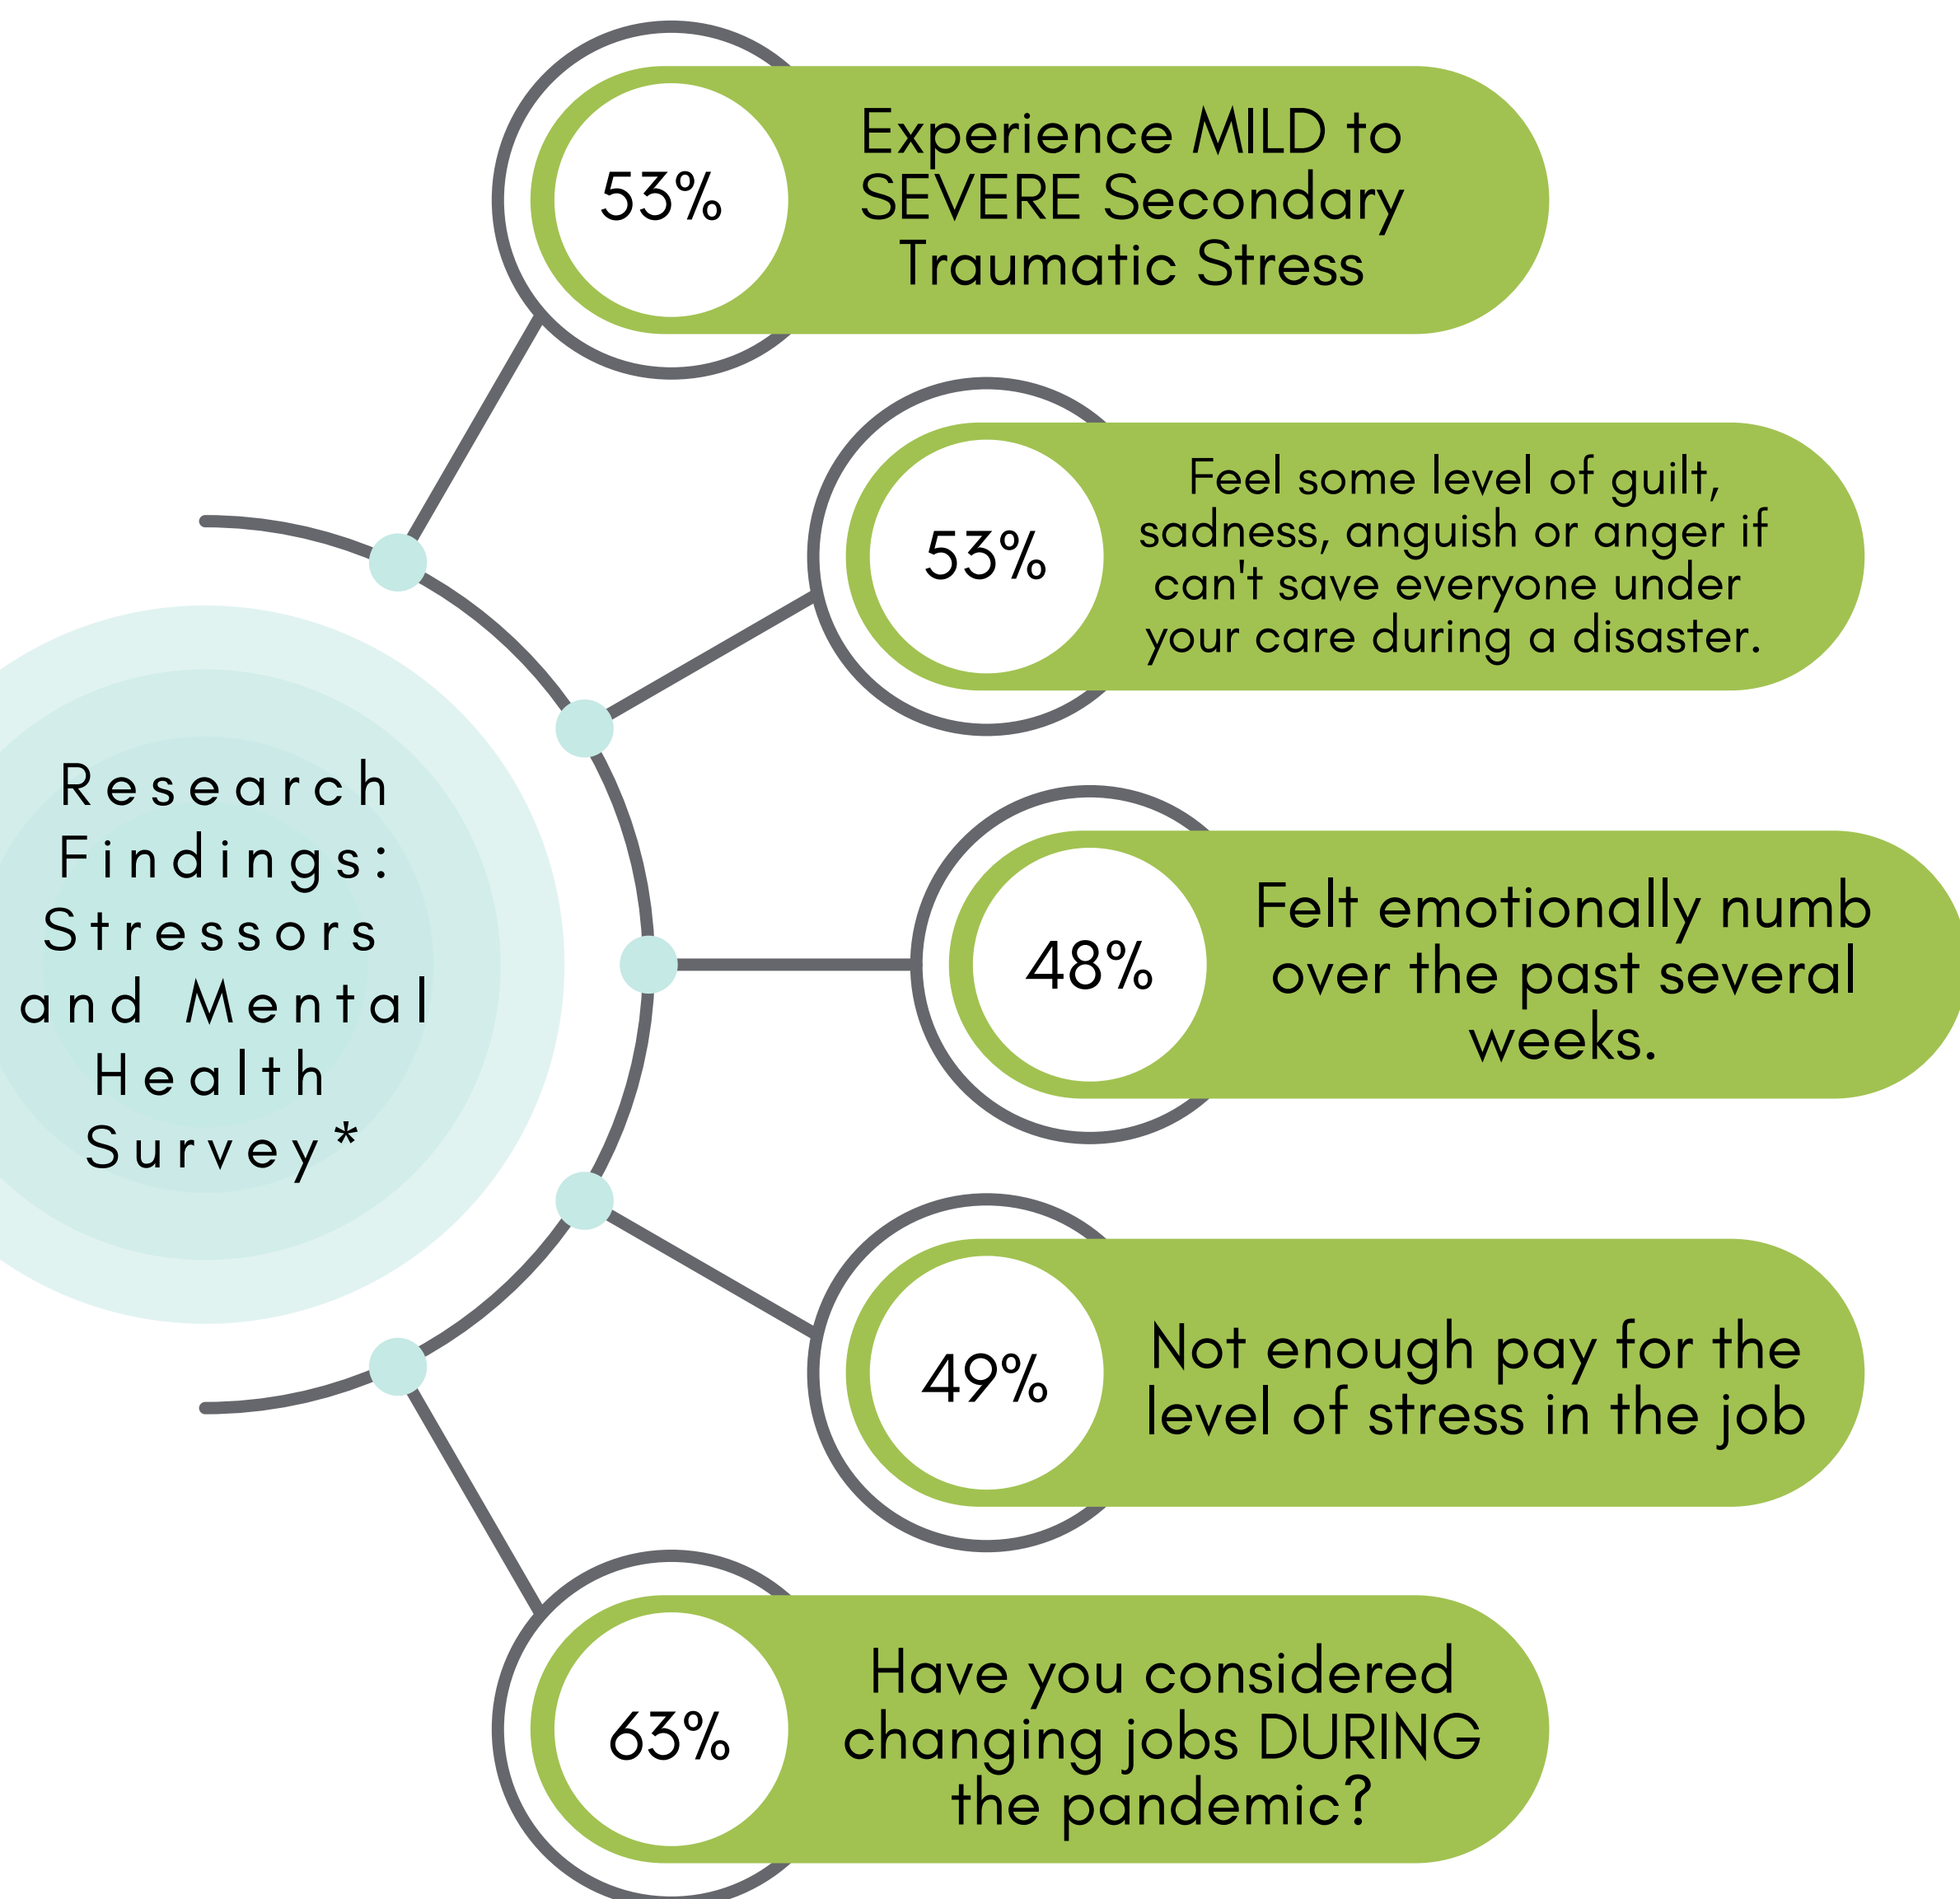 Research
Findings:
Stressors
and Mental
Health
Survey*
53%
Experience MILD to
SEVERE Secondary
Traumatic Stress
53%
Feel some level of guilt,
sadness, anguish or anger if
can't save everyone under
your care during a disaster.
48%
Felt emotionally numb
over the past several
weeks.
49%
Not enough pay for the
level of stress in the job
63%
Have you considered
changing jobs DURING
the pandemic?